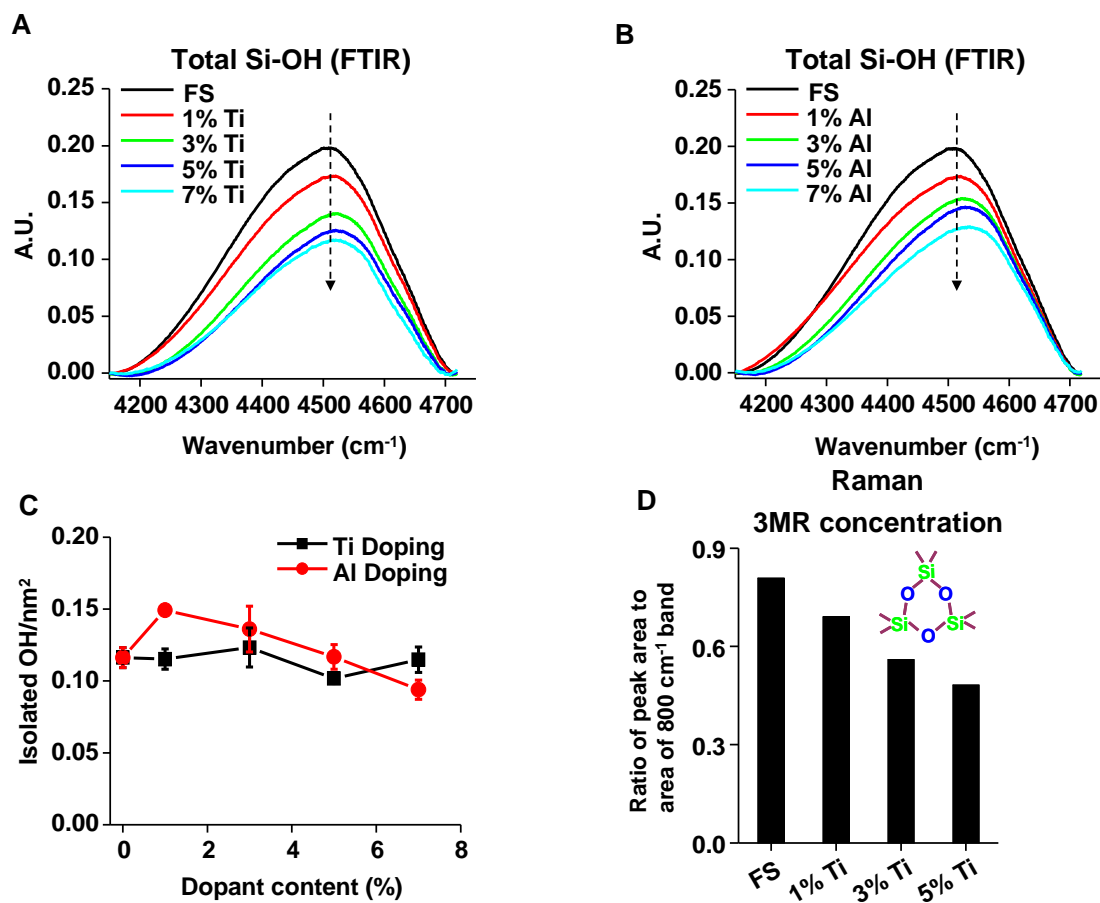 A
Total Si-OH (FTIR)
0.25
0.20
0.15
0.10
0.05
0.00
A.U.
FS
1% Ti
3% Ti
5% Ti
7% Ti
4200 4300 4400 4500 4600 4700
Wavenumber (cm⁻¹)
B
Total Si-OH (FTIR)
0.25
0.20
0.15
0.10
0.05
0.00
A.U.
FS
1% Al
3% Al
5% Al
7% Al
4200 4300 4400 4500 4600 4700
Wavenumber (cm⁻¹)
C
0.20
0.15
0.10
0.05
0.00
Isolated OH/nm²
Ti Doping
Al Doping
0 2 4 6 8
Dopant content (%)
D
Raman
3MR concentration
0.9
0.6
0.3
0.0
Ratio of peak area to
area of 800 cm⁻¹ band
Si
O O
Si Si
O
FS 1% Ti 3% Ti 5% Ti